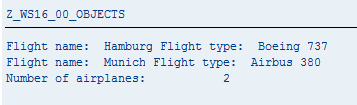 Z_WS16_00_OBJECTS
Flight name: Hamburg Flight type: Boeing 737
Flight name: Munich Flight type: Airbus 380
Number of airplanes: 2